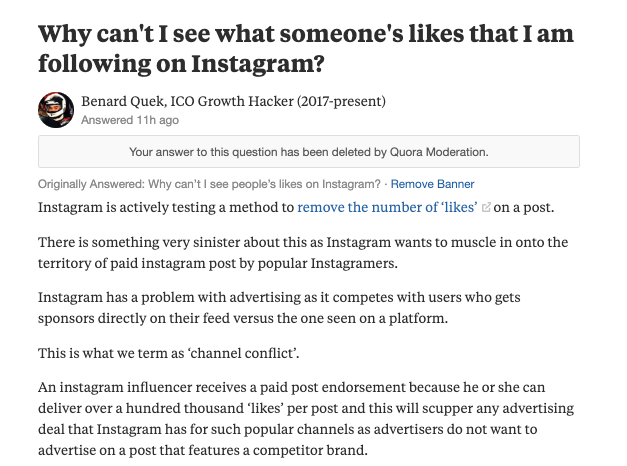 Why can't I see what someone's likes that I am
following on Instagram?
Benard Quek, ICO Growth Hacker (2017-present)
Answered 11h ago
Your answer to this question has been deleted by Quora Moderation.
Originally Answered: Why can't I see people's likes on Instagram? · Remove Banner
Instagram is actively testing a method to remove the number of ‘likes’ on a post.
There is something very sinister about this as Instagram wants to muscle in onto the
territory of paid instagram post by popular Instagramers.
Instagram has a problem with advertising as it competes with users who gets
sponsors directly on their feed versus the one seen on a platform.
This is what we term as ‘channel conflict’.
An instagram influencer receives a paid post endorsement because he or she can
deliver over a hundred thousand ‘likes’ per post and this will scupper any advertising
deal that Instagram has for such popular channels as advertisers do not want to
advertise on a post that features a competitor brand.